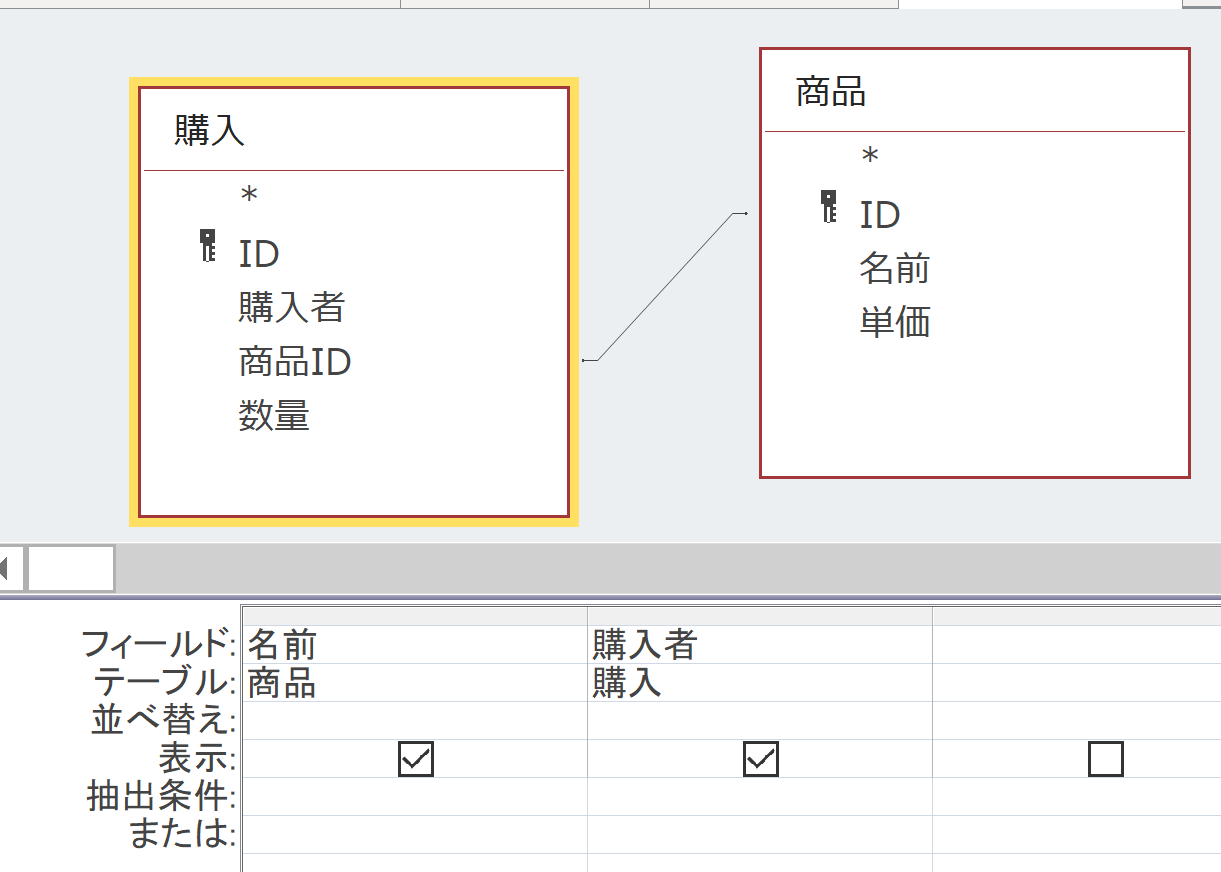 購入
*
ID
購入者
商品ID
数量
商品
*
ID
名前
単価
フィールド: 名前 購入者
テーブル: 商品 購入
並べ替え:
表示:
抽出条件:
または: